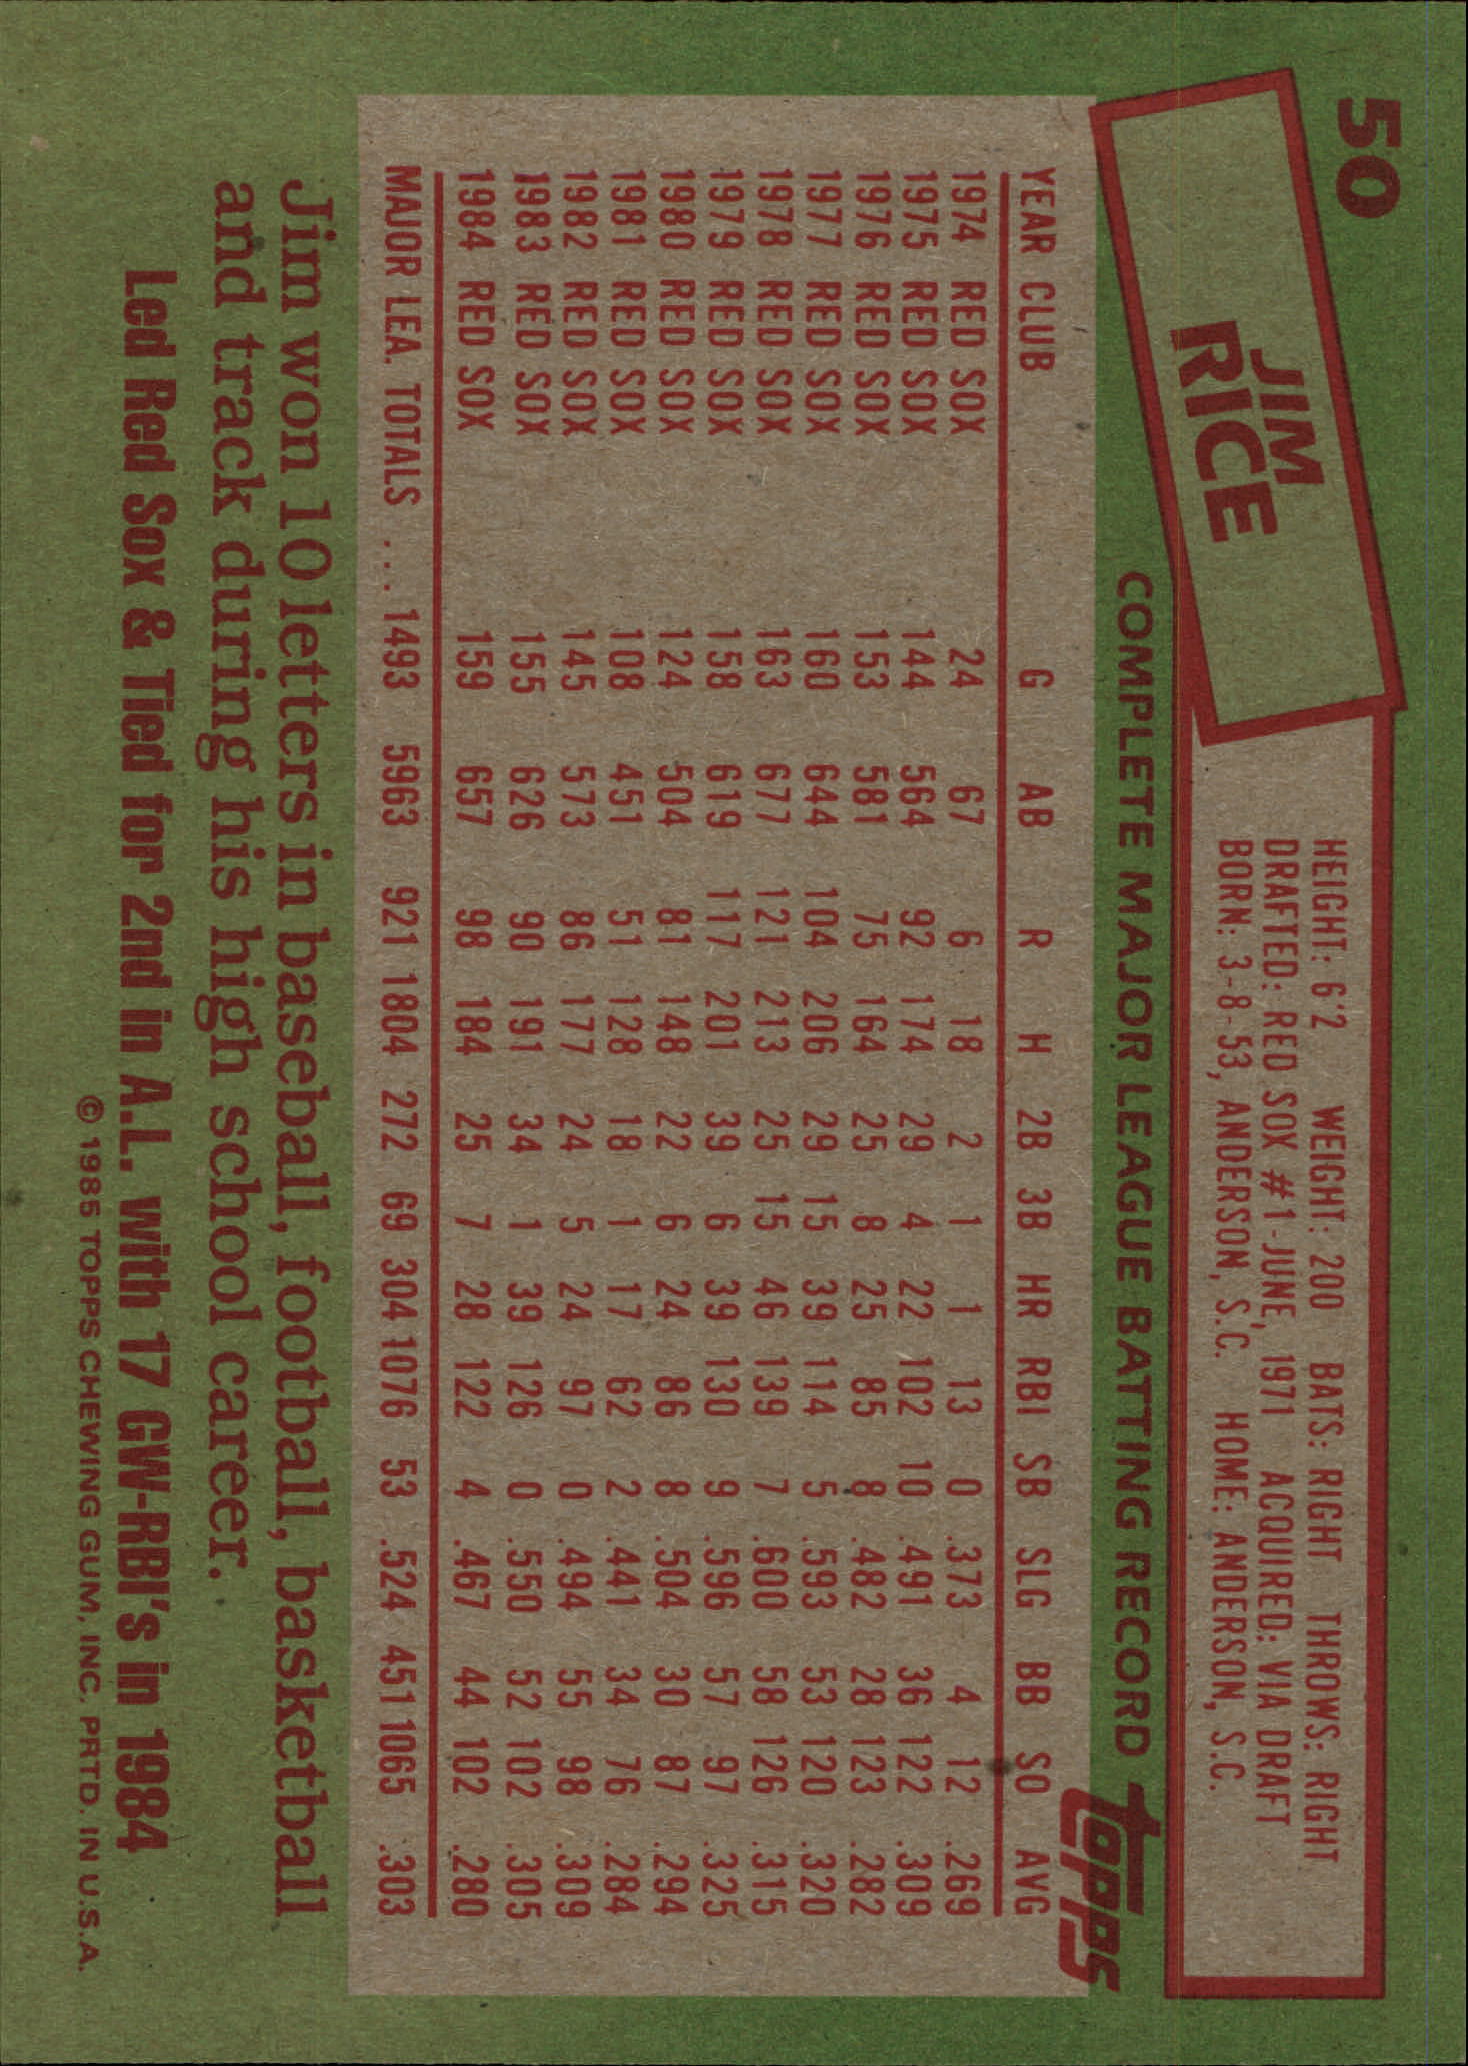 50
JIM
RICE
HEIGHT: 6'2 WEIGHT: 200 BATS: RIGHT THROWS: RIGHT
DRAFTED: RED SOX #1-JUNE, 1971 ACQUIRED: VIA DRAFT
BORN: 3-8-53, ANDERSON, S.C. HOME: ANDERSON, S.C.
COMPLETE MAJOR LEAGUE BATTING RECORD
topps
YEAR CLUB G AB R H 2B 3B HR RBI SB SLG BB SO AVG
1974 RED SOX 24 67 6 18 2 1 1 13 0 .373 4 12 .269
1975 RED SOX 144 564 92 174 29 4 22 102 10 .491 36 122 .309
1976 RED SOX 153 581 75 164 25 8 25 85 8 .482 28 123 .282
1977 RED SOX 160 644 104 206 29 15 39 114 5 .593 53 120 .320
1978 RED SOX 163 677 121 213 25 15 46 139 7 .600 58 126 .315
1979 RED SOX 158 619 117 201 39 6 39 130 9 .596 57 97 .325
1980 RED SOX 124 504 81 148 22 6 24 86 8 .504 30 87 .294
1981 RED SOX 108 451 51 128 18 1 17 62 2 .441 34 76 .284
1982 RED SOX 145 573 86 177 24 5 24 97 0 .494 55 98 .309
1983 RED SOX 155 626 90 191 34 1 39 126 0 .550 52 102 .305
1984 RED SOX 159 657 98 184 25 7 28 122 4 .467 44 102 .280
MAJOR LEA. TOTALS ... 1493 5963 921 1804 272 69 304 1076 53 .524 451 1065 .303
Jim won 10 letters in baseball, football, basketball
and track during his high school career.
Led Red Sox & Tied for 2nd in A.L. with 17 GW-RBI's in 1984
© 1985 TOPPS CHEWING GUM, INC. PRTD. IN U.S.A.